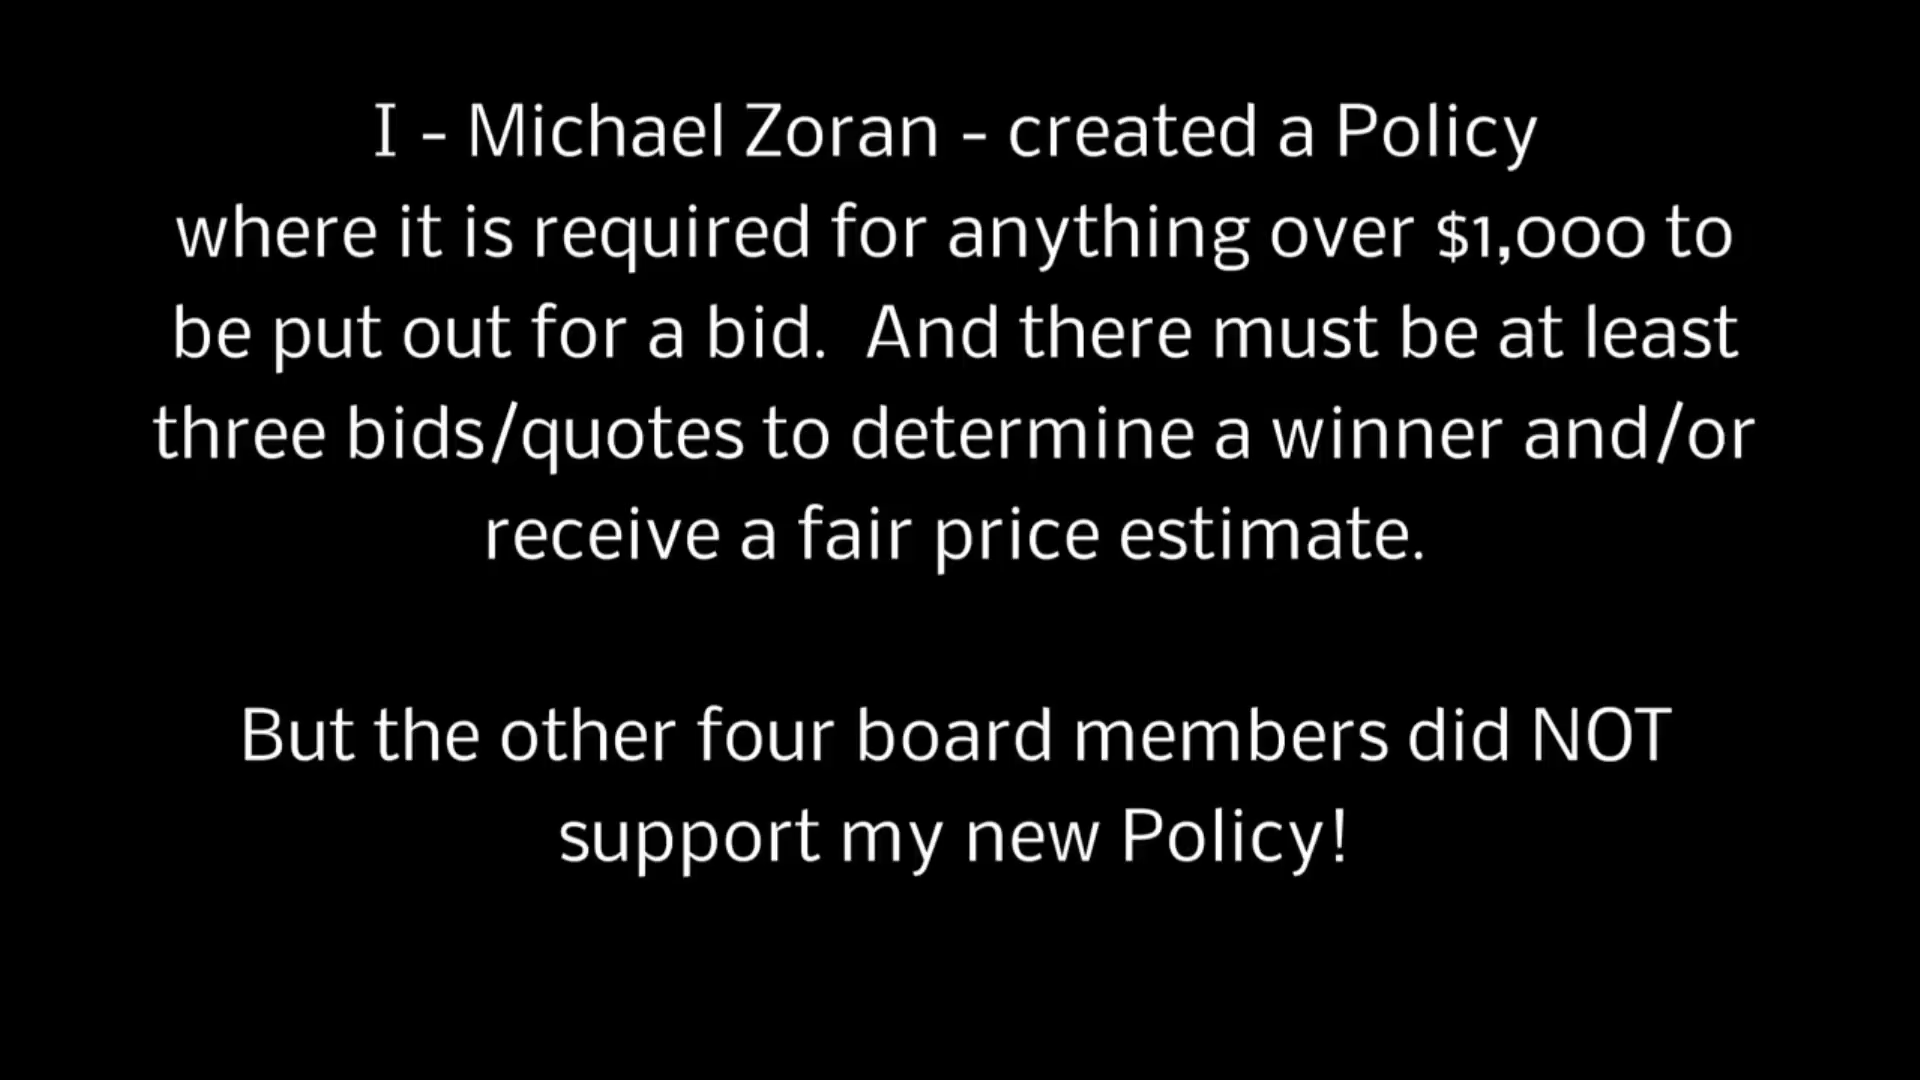 I - Michael Zoran - created a Policy
where it is required for anything over $1,000 to
be put out for a bid.  And there must be at least
three bids/quotes to determine a winner and/or
receive a fair price estimate.
But the other four board members did NOT
support my new Policy!